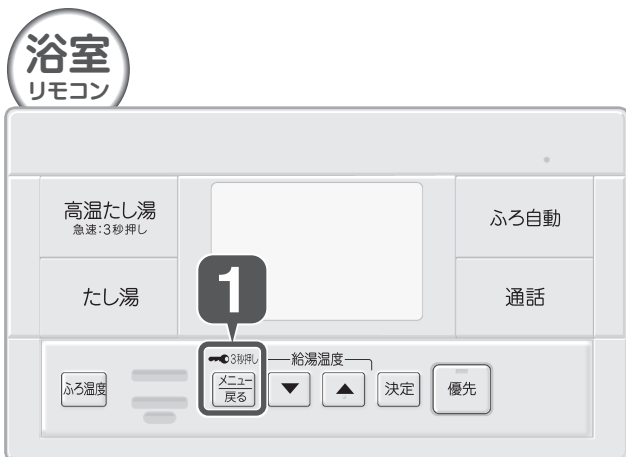 浴室
リモコン
高温たし湯
急速:3秒押し
ふろ自動
たし湯
1
通話
3秒押し
給湯温度
ふろ温度
メニュー
戻る
▼
▲
決定
優先